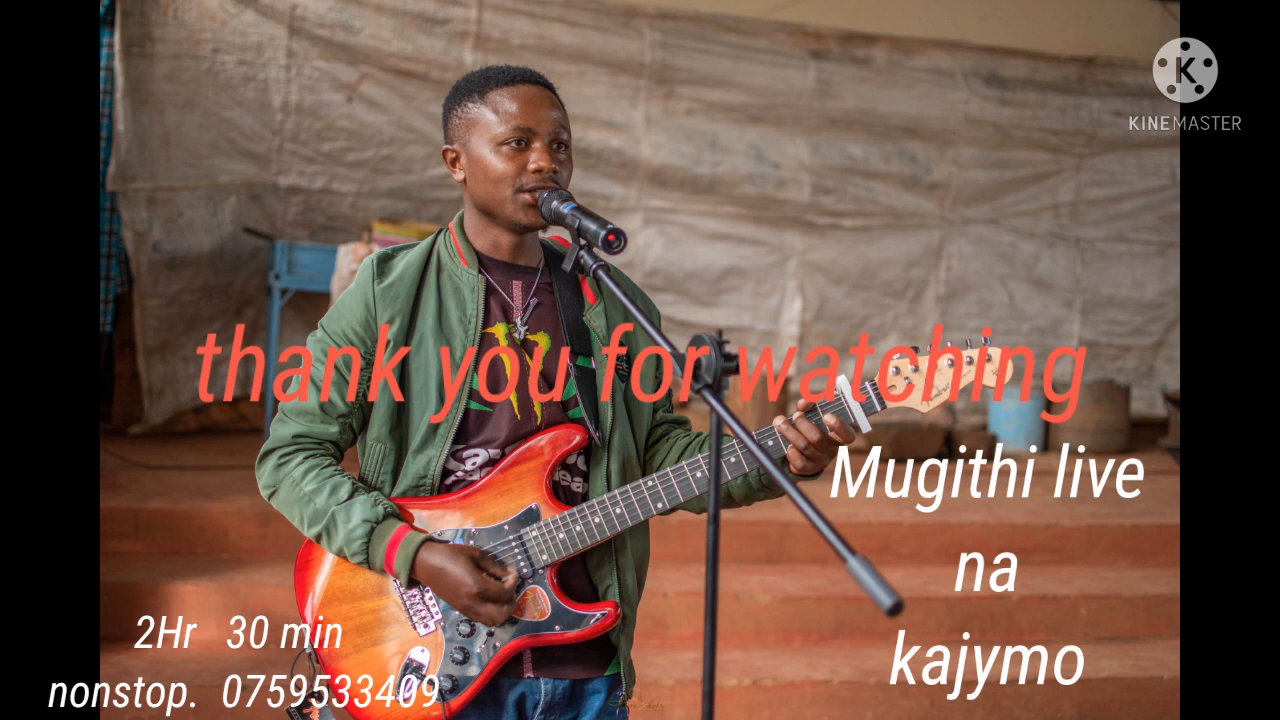 KINEMASTER
thank you for watching
Mugithi live
na
kajymo
2Hr 30 min
nonstop. 0759533409